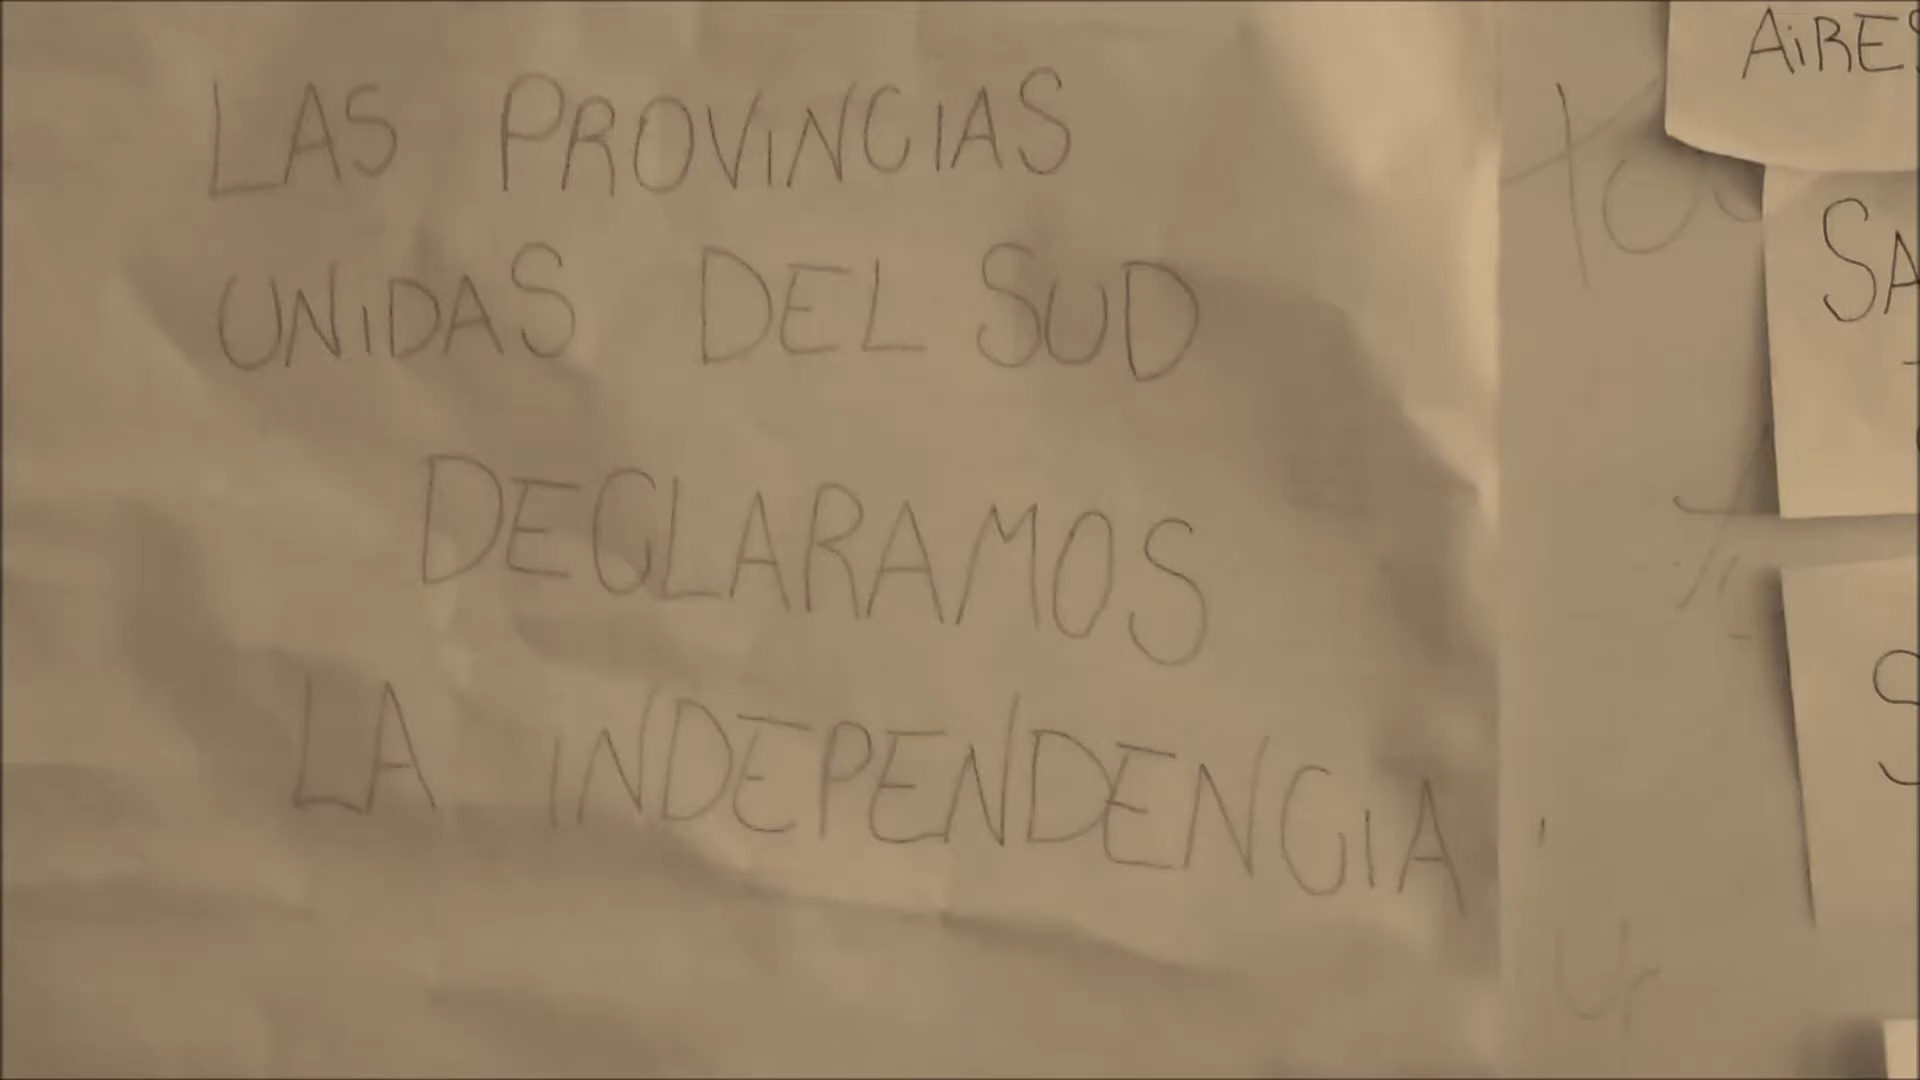 LAS PROViNCIAS
UNiDAS DEL SUD
DECLARAMOS
LA INDEPENDENCIA
AiRES